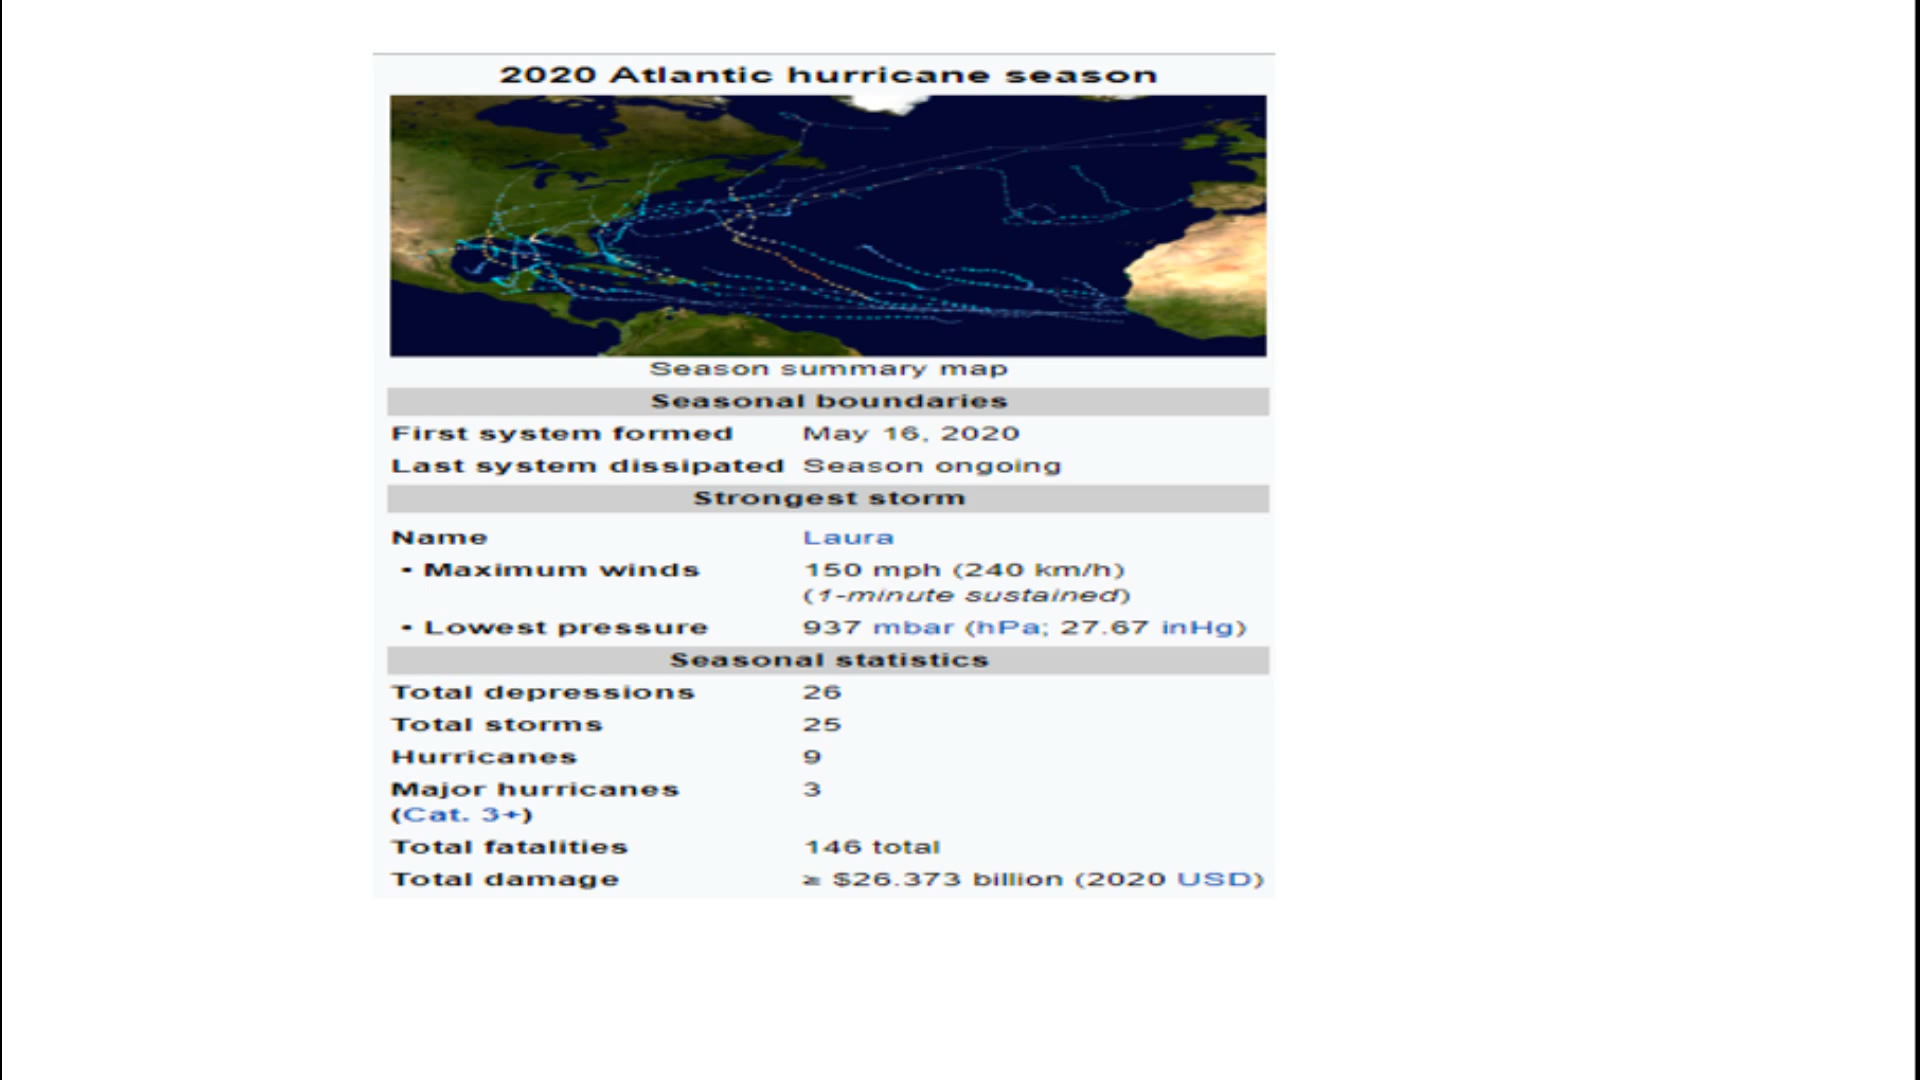 2020 Atlantic hurricane season
Season summary map
Seasonal boundaries
First system formed May 16, 2020
Last system dissipated Season ongoing
Strongest storm
Name Laura
• Maximum winds 150 mph (240 km/h)
(1-minute sustained)
• Lowest pressure 937 mbar (hPa; 27.67 inHg)
Seasonal statistics
Total depressions 26
Total storms 25
Hurricanes 9
Major hurricanes 3
(Cat. 3+)
Total fatalities 146 total
Total damage ≥ $26.373 billion (2020 USD)